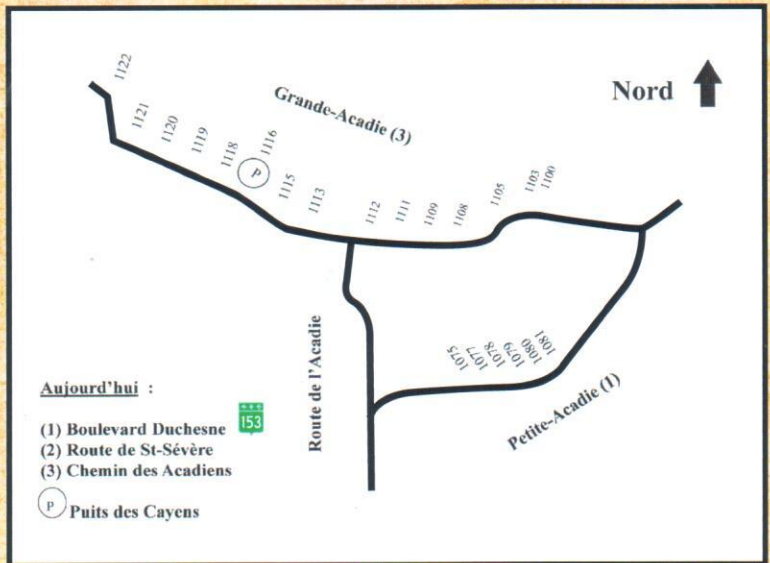 1122
Nord
Grande-Acadie (3)
1121
1120
1119
1118
1116
P
1115
1113
1112
1111
1109
1108
1105
1103
1100
1075
1077
1078
1079
1080
1081
Route de l'Acadie
Petite-Acadie (1)
Aujourd'hui :
(1) Boulevard Duchesne 153
(2) Route de St-Sévère
(3) Chemin des Acadiens
P Puits des Cayens